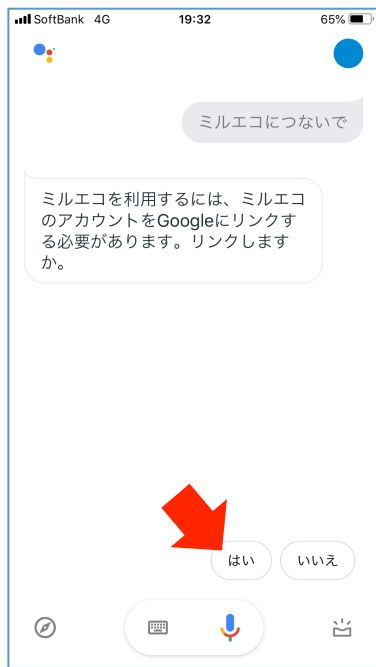 SoftBank 4G 19:32 65%
ミルエコにつないで
ミルエコを利用するには、ミルエコ
のアカウントをGoogleにリンクす
る必要があります。リンクします
か。
はい いいえ